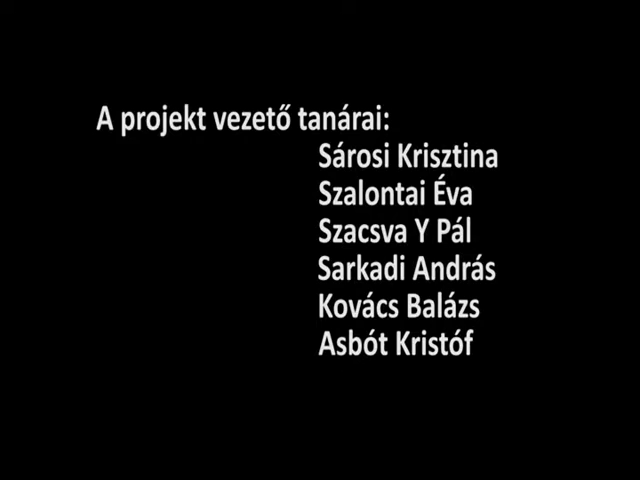 A projekt vezető tanárai:
Sárosi Krisztina
Szalontai Éva
Szacsva Y Pál
Sarkadi András
Kovács Balázs
Asbót Kristóf